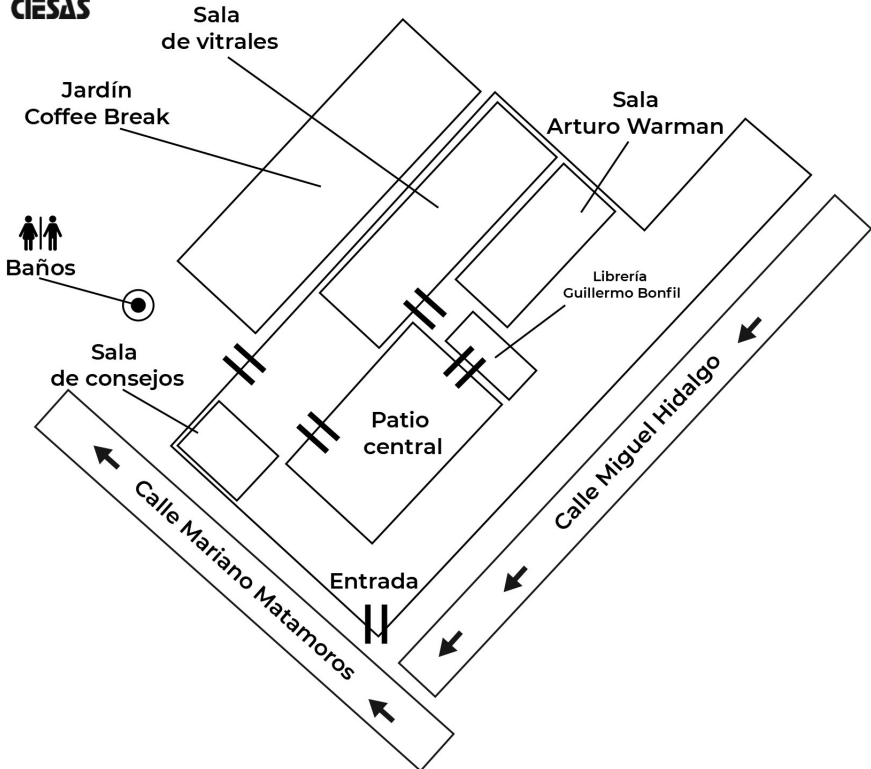 CIESAS
Sala
de vitrales
Jardín
Coffee Break
Sala
Arturo Warman
Baños
Librería
Guillermo Bonfil
Sala
de consejos
Patio
central
Calle Miguel Hidalgo
Calle Mariano Matamoros
Entrada